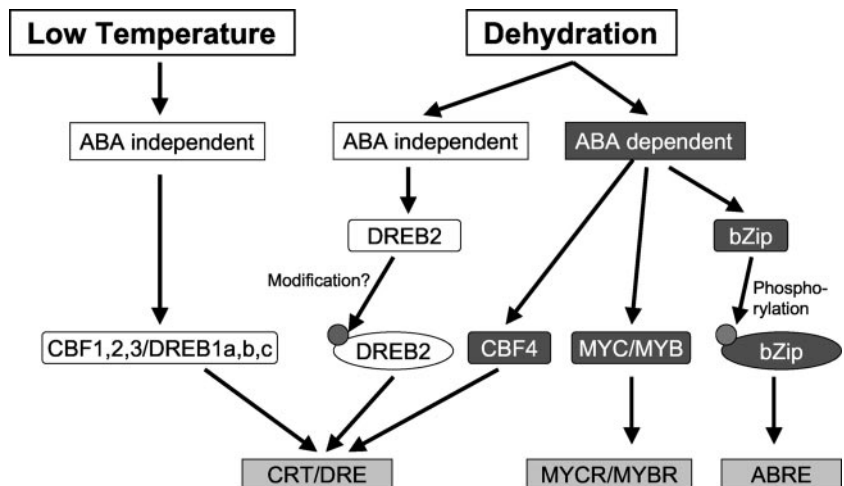 Low Temperature
Dehydration
ABA independent
ABA independent
ABA dependent
DREB2
bZip
Modification?
Phospho-
rylation
CBF1,2,3/DREB1a,b,c
DREB2
CBF4
MYC/MYB
bZip
CRT/DRE
MYCR/MYBR
ABRE